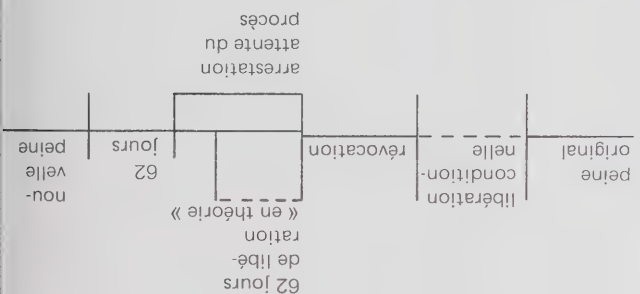 peine
original
libération
condition-
nelle
révocation
62 jours
de libé-
ration
« en théorie »
62
jours
nou-
velle
peine
arrestation
attente du
procès